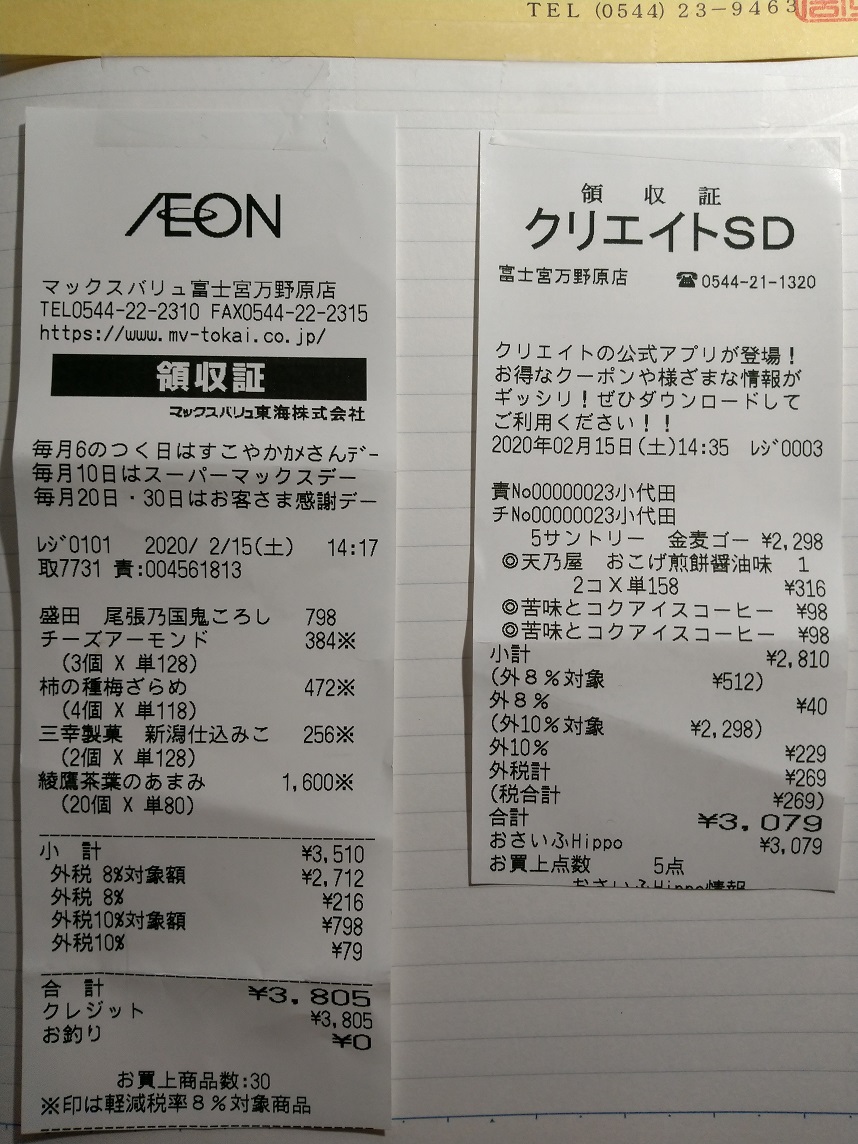 TEL (0544) 23-9463
ÆON
マックスバリュ富士宮万野原店
TEL0544-22-2310 FAX0544-22-2315
https://www.mv-tokai.co.jp/
領収証
マックスバリュ東海株式会社
毎月6のつく日はすこやかカメさんデー
毎月10日はスーパーマックスデー
毎月20日・30日はお客さま感謝デー
レジ0101 2020/ 2/15(土) 14:17
取7731 責:004561813
盛田 尾張乃国鬼ころし 798
チーズアーモンド 384※
(3個 X 単128)
柿の種梅ざらめ 472※
(4個 X 単118)
三幸製菓 新潟仕込みこ 256※
(2個 X 単128)
綾鷹茶葉のあまみ 1,600※
(20個 X 単80)
小 計 ¥3,510
外税 8%対象額 ¥2,712
外税 8% ¥216
外税10%対象額 ¥798
外税10% ¥79
合 計 ¥3,805
クレジット ¥3,805
お釣り ¥0
お買上商品数:30
※印は軽減税率8%対象商品
領 収 証
クリエイトSD
富士宮万野原店 ☎0544-21-1320
クリエイトの公式アプリが登場!
お得なクーポンや様ざまな情報が
ギッシリ!ぜひダウンロードして
ご利用ください!!
2020年02月15日(土)14:35 レジ0003
責No00000023小代田
チNo00000023小代田
5サントリー 金麦ゴー ¥2,298
◎天乃屋 おこげ煎餅醤油味 1
2コX単158 ¥316
◎苦味とコクアイスコーヒー ¥98
◎苦味とコクアイスコーヒー ¥98
小計 ¥2,810
(外8%対象 ¥512)
外8% ¥40
(外10%対象 ¥2,298)
外10% ¥229
外税計 ¥269
(税合計 ¥269)
合計 ¥3,079
おさいふHippo ¥3,079
お買上点数 5点
おさいふHippo情報